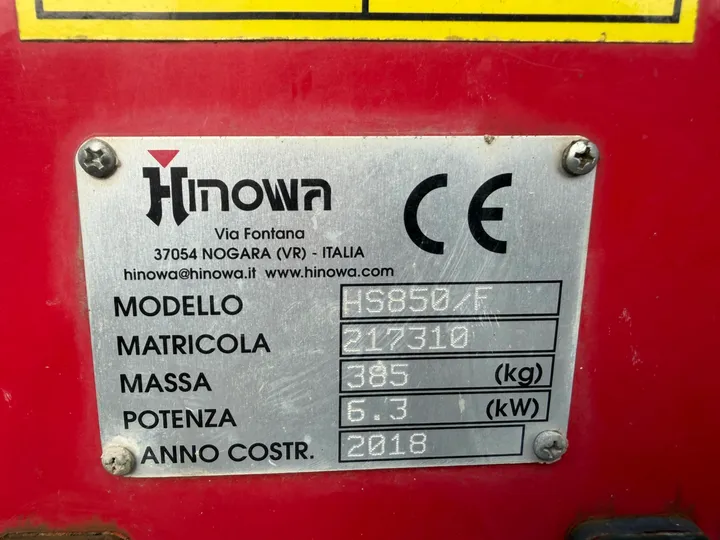 HINOWA
CE
Via Fontana
37054 NOGARA (VR) - ITALIA
hinowa@hinowa.it www.hinowa.com
MODELLO HS850/F
MATRICOLA 217310
MASSA 385 (kg)
POTENZA 6.3 (kW)
ANNO COSTR. 2018